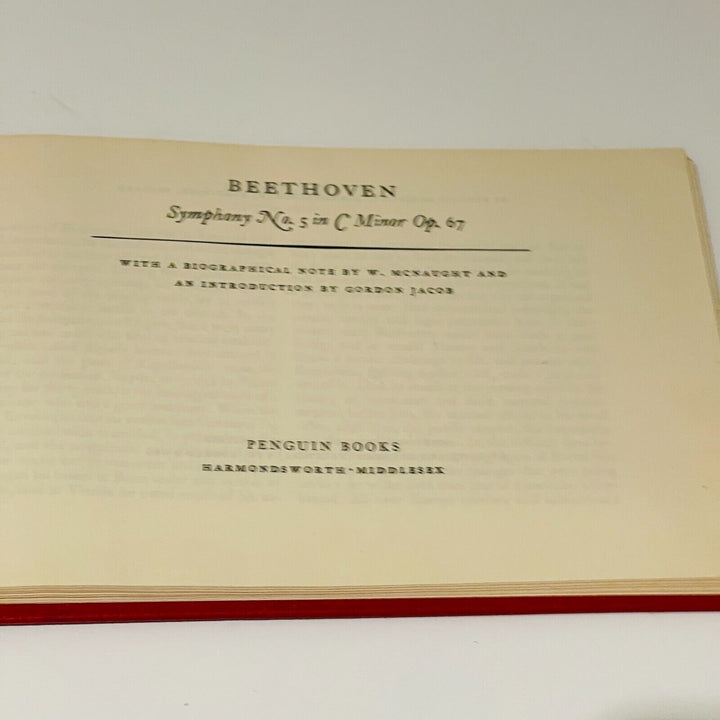 BEETHOVEN
Symphony No. 5 in C Minor Op. 67
WITH A BIOGRAPHICAL NOTE BY W. MCNAUGHT AND
AN INTRODUCTION BY GORDON JACOB
PENGUIN BOOKS
HARMONDSWORTH · MIDDLESEX